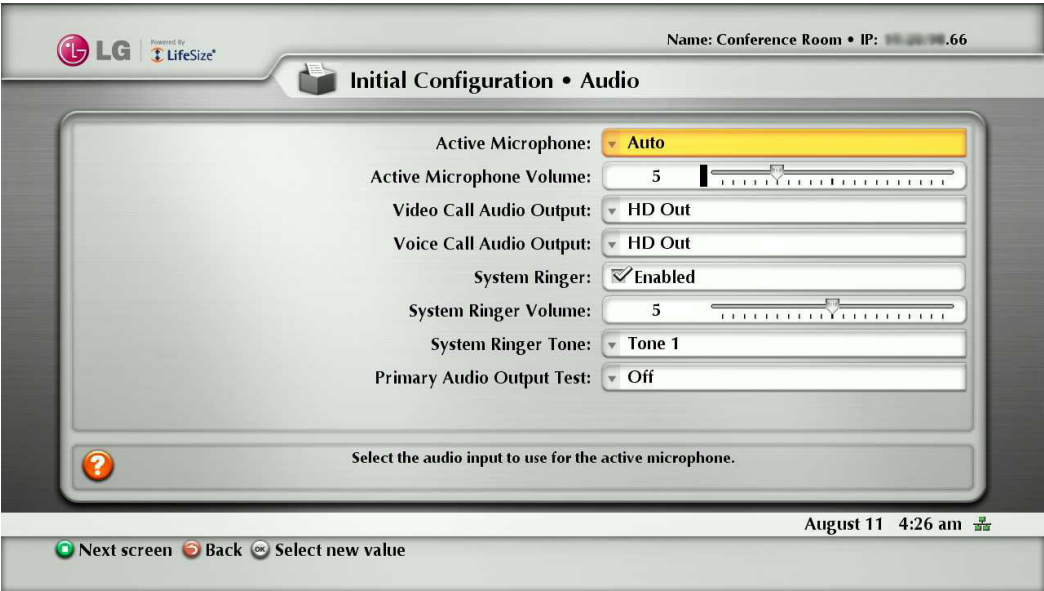 LG Powered By LifeSize®
Name: Conference Room • IP: .66
Initial Configuration • Audio
Active Microphone: Auto
Active Microphone Volume: 5
Video Call Audio Output: HD Out
Voice Call Audio Output: HD Out
System Ringer: Enabled
System Ringer Volume: 5
System Ringer Tone: Tone 1
Primary Audio Output Test: Off
? Select the audio input to use for the active microphone.
August 11 4:26 am
Next screen Back OK Select new value